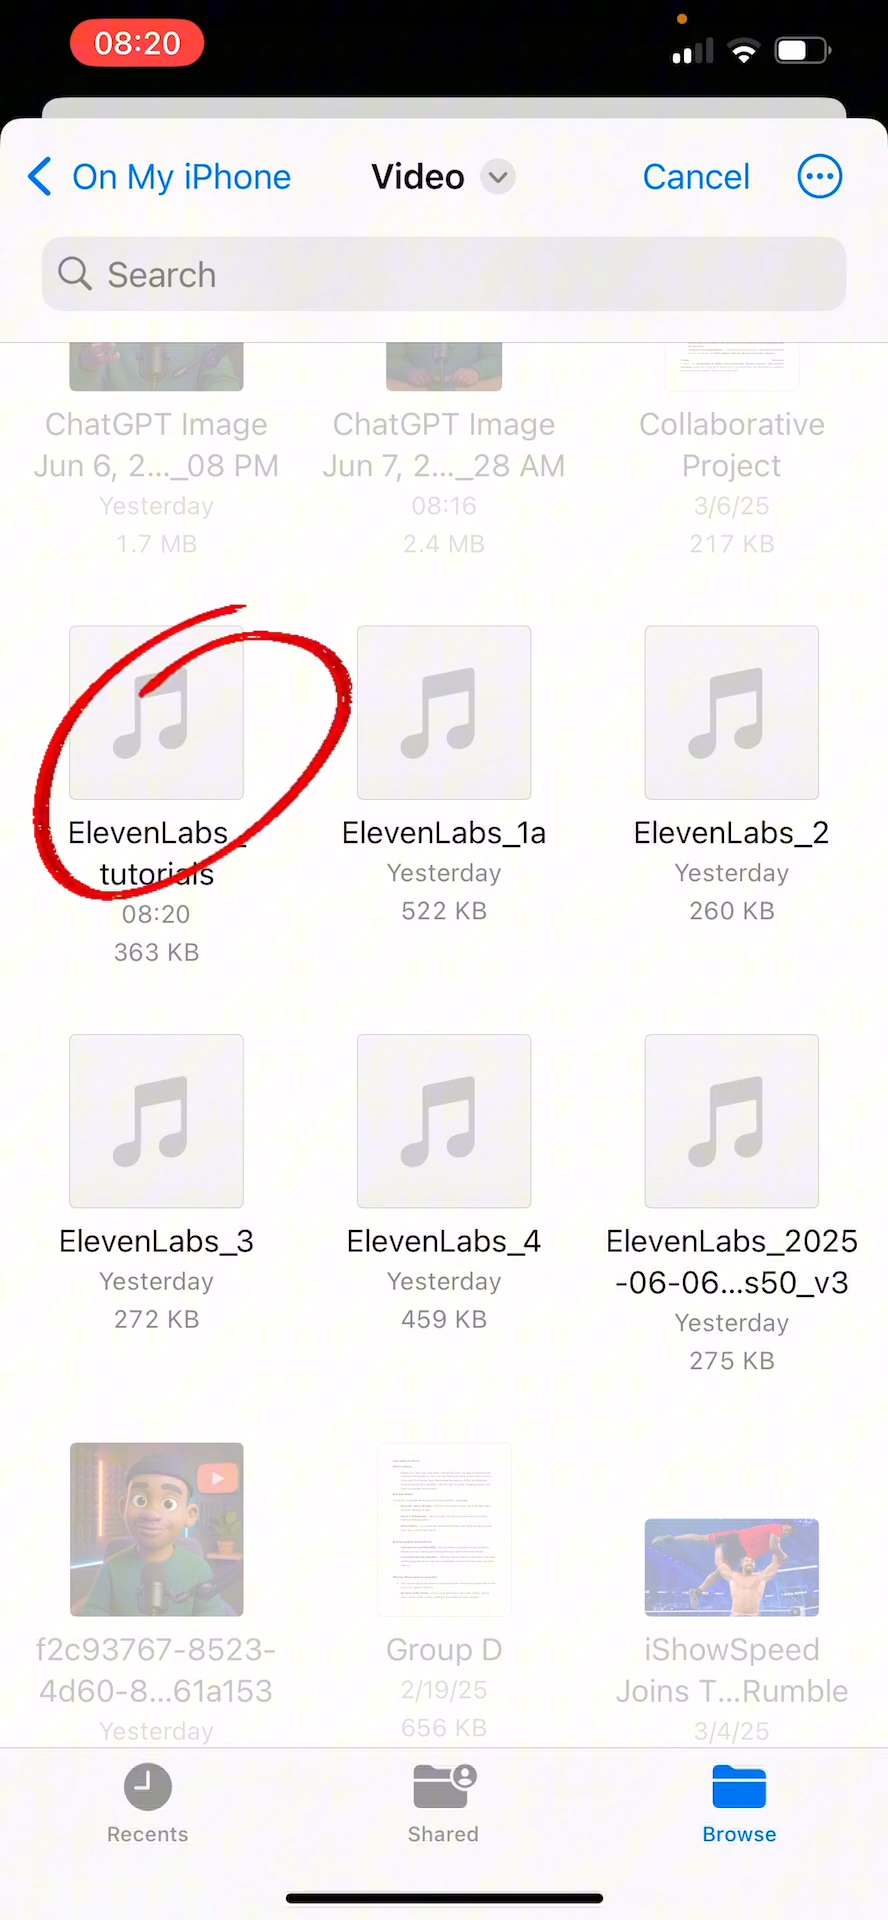 08:20
On My iPhone
Video
Cancel
Search
ChatGPT Image
Jun 6, 2..._08 PM
Yesterday
1.7 MB
ChatGPT Image
Jun 7, 2..._28 AM
08:16
2.4 MB
Collaborative
Project
3/6/25
217 KB
ElevenLabs_
tutorials
08:20
363 KB
ElevenLabs_1a
Yesterday
522 KB
ElevenLabs_2
Yesterday
260 KB
ElevenLabs_3
Yesterday
272 KB
ElevenLabs_4
Yesterday
459 KB
ElevenLabs_2025
-06-06...s50_v3
Yesterday
275 KB
f2c93767-8523-
4d60-8...61a153
Yesterday
Group D
2/19/25
656 KB
iShowSpeed
Joins T...Rumble
3/4/25
Recents
Shared
Browse